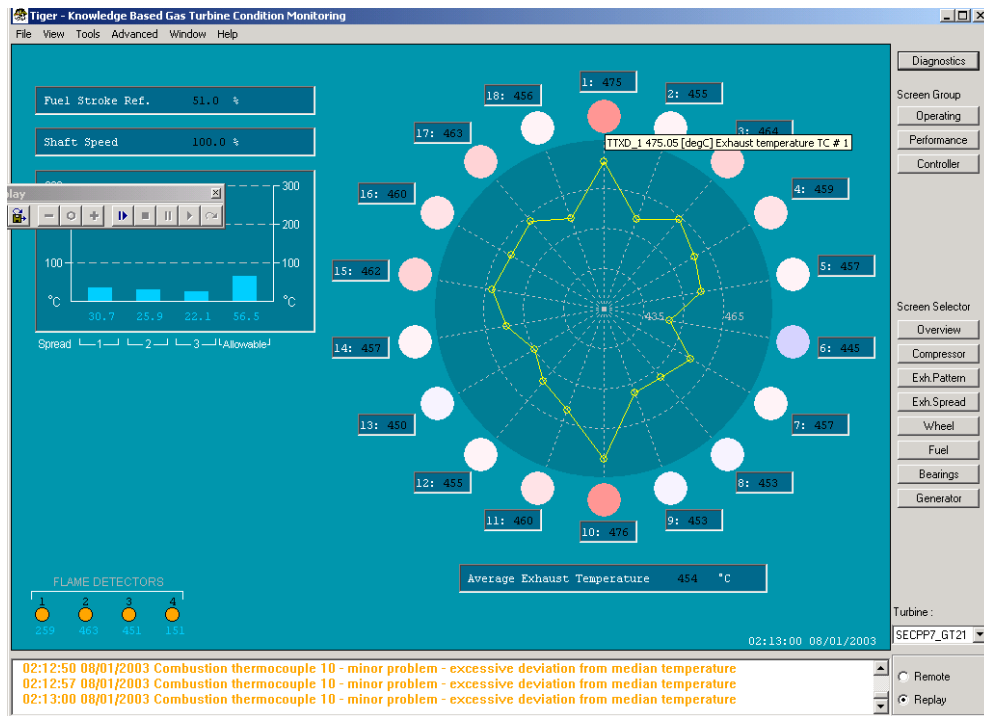 Tiger - Knowledge Based Gas Turbine Condition Monitoring
File View Tools Advanced Window Help
Fuel Stroke Ref. 51.0 %
Shaft Speed 100.0 %
play
300
200
100 100
°C °C
30.7 25.9 22.1 56.5
Spread 1 2 3 Allowable
1: 475
2: 455
3: 464
TTXD_1 475.05 [degC] Exhaust temperature TC # 1
4: 459
5: 457
6: 445
7: 457
8: 453
9: 453
10: 476
11: 460
12: 455
13: 450
14: 457
15: 462
16: 460
17: 463
18: 456
435 465
Average Exhaust Temperature 454 °C
FLAME DETECTORS
1 2 3 4
259 463 451 151
02:13:00 08/01/2003
Diagnostics
Screen Group
Operating
Performance
Controller
Screen Selector
Overview
Compressor
Exh.Pattern
Exh.Spread
Wheel
Fuel
Bearings
Generator
Turbine :
SECPP7_GT21
Remote
Replay
02:12:50 08/01/2003 Combustion thermocouple 10 - minor problem - excessive deviation from median temperature
02:12:57 08/01/2003 Combustion thermocouple 10 - minor problem - excessive deviation from median temperature
02:13:00 08/01/2003 Combustion thermocouple 10 - minor problem - excessive deviation from median temperature